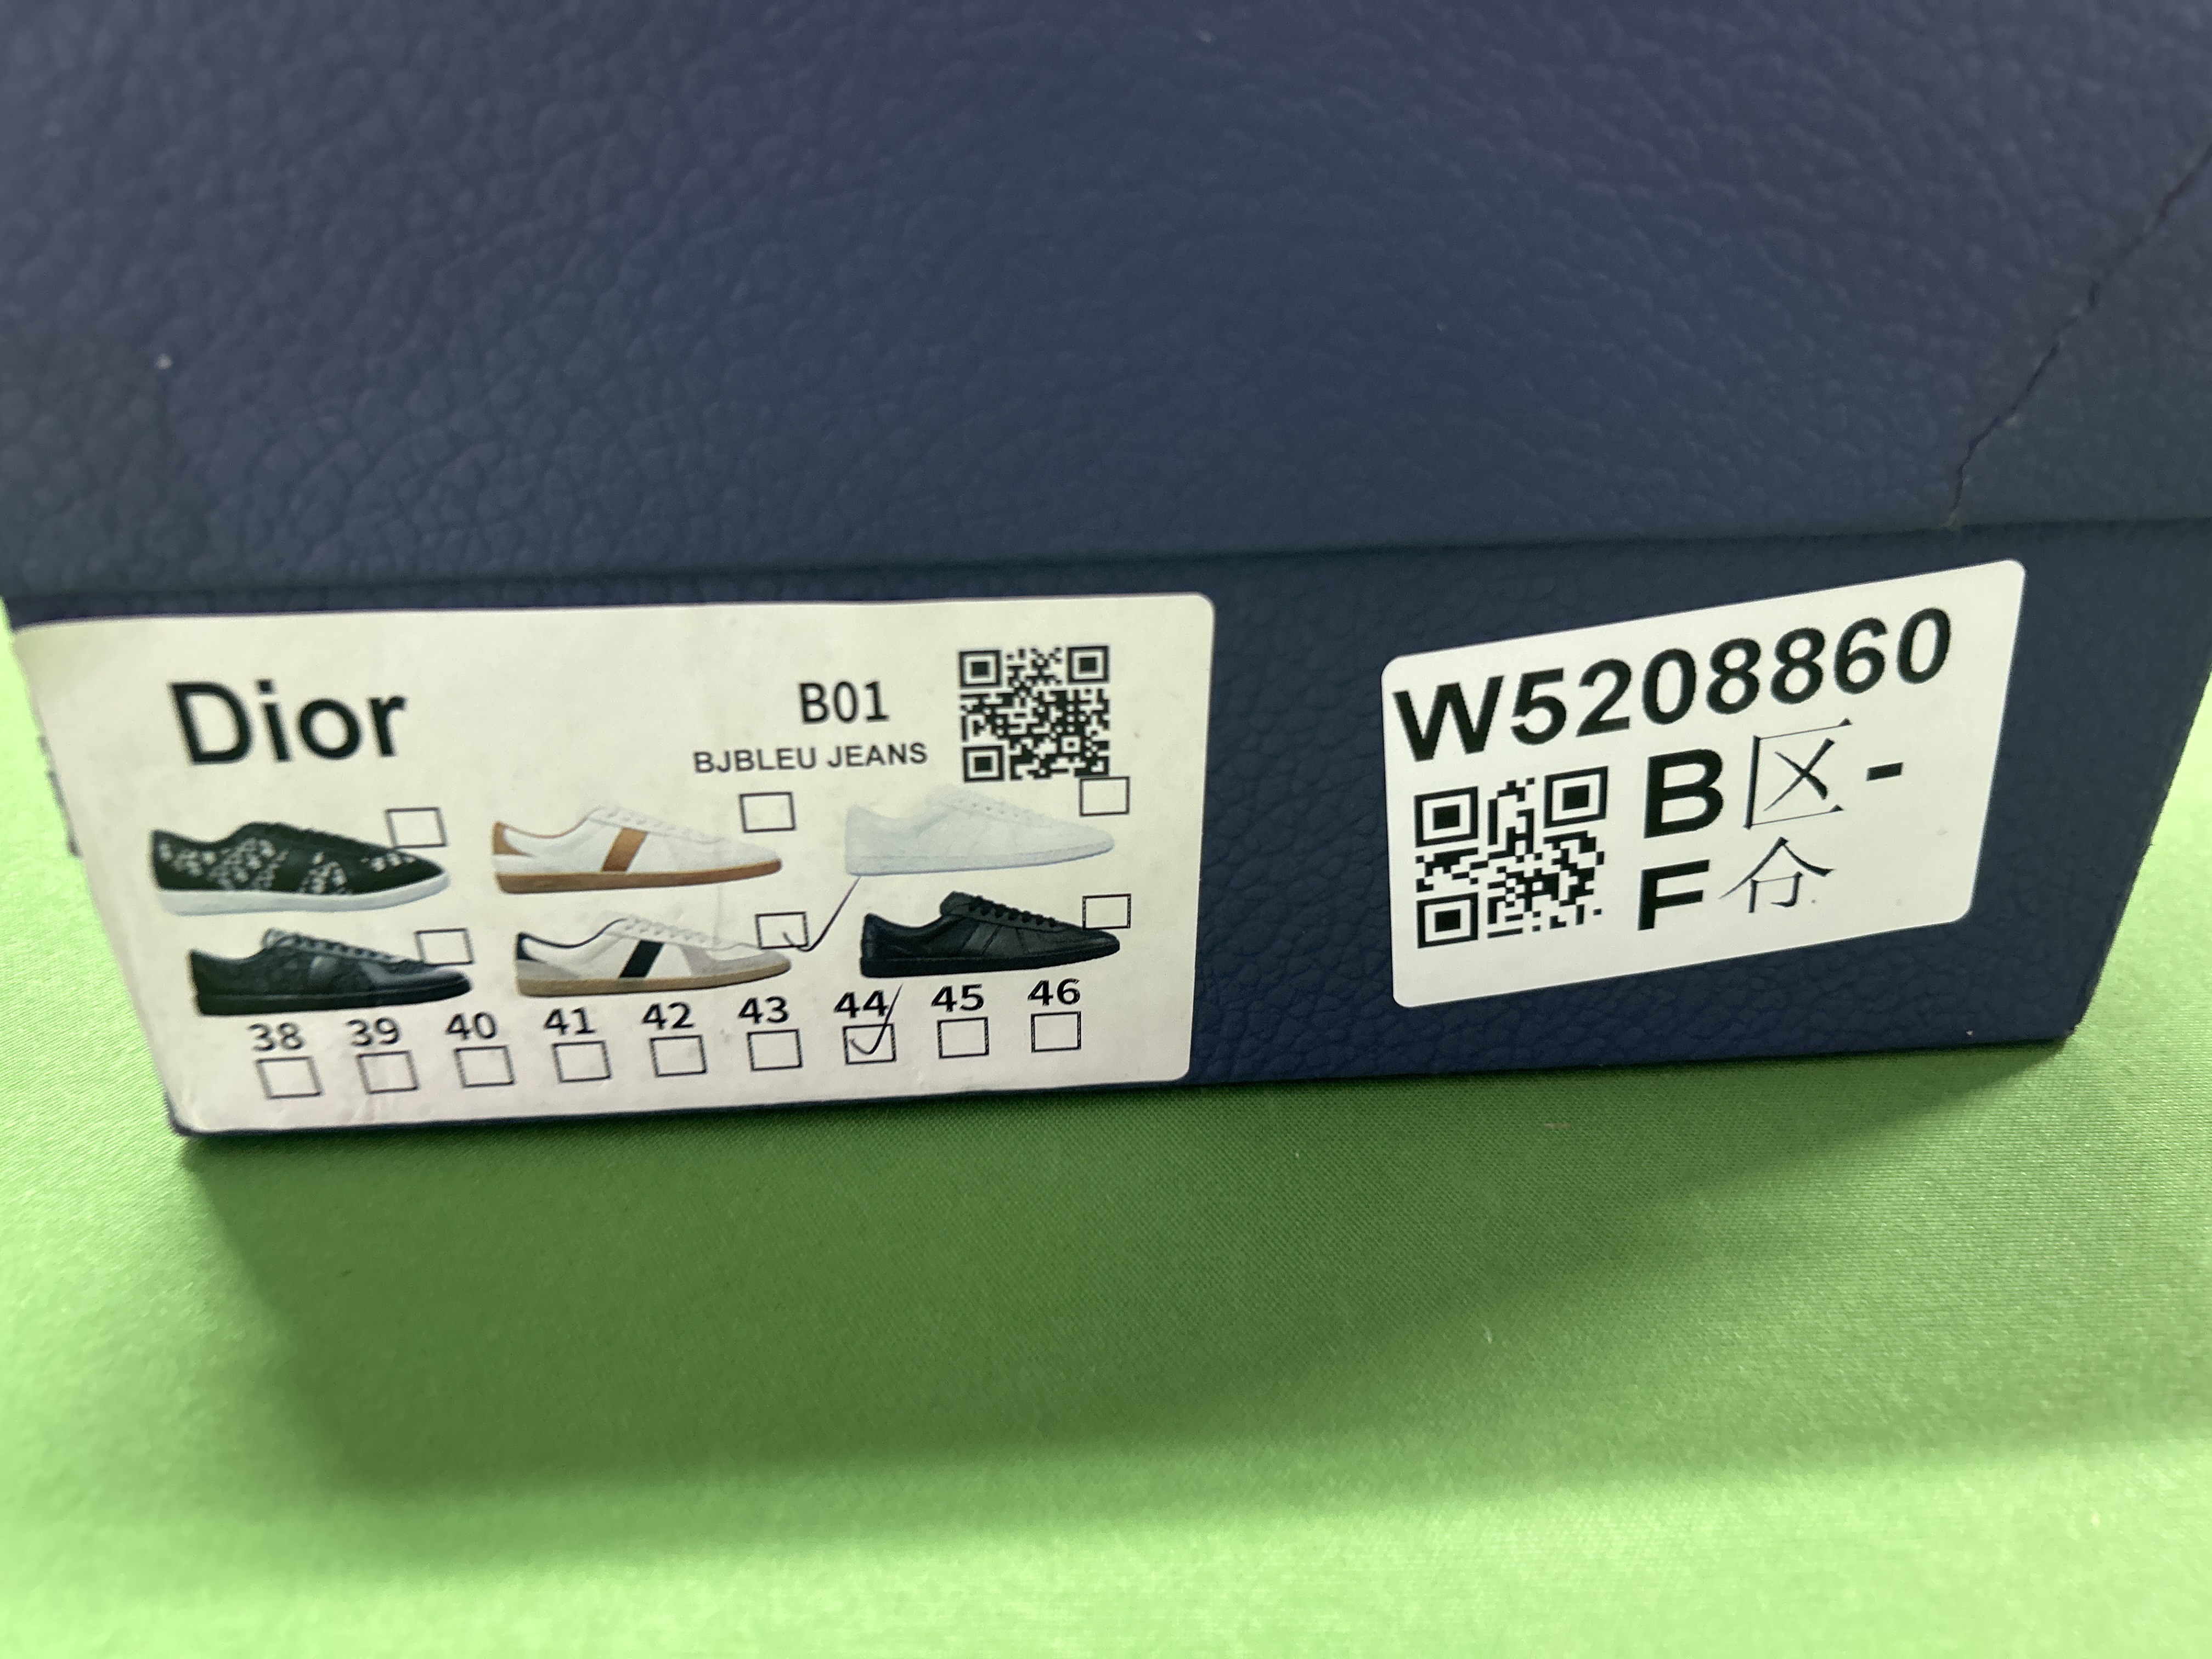 Dior
B01
BJBLEU JEANS
38 39 40 41 42 43 44 45 46
W5208860
B区-
F仓